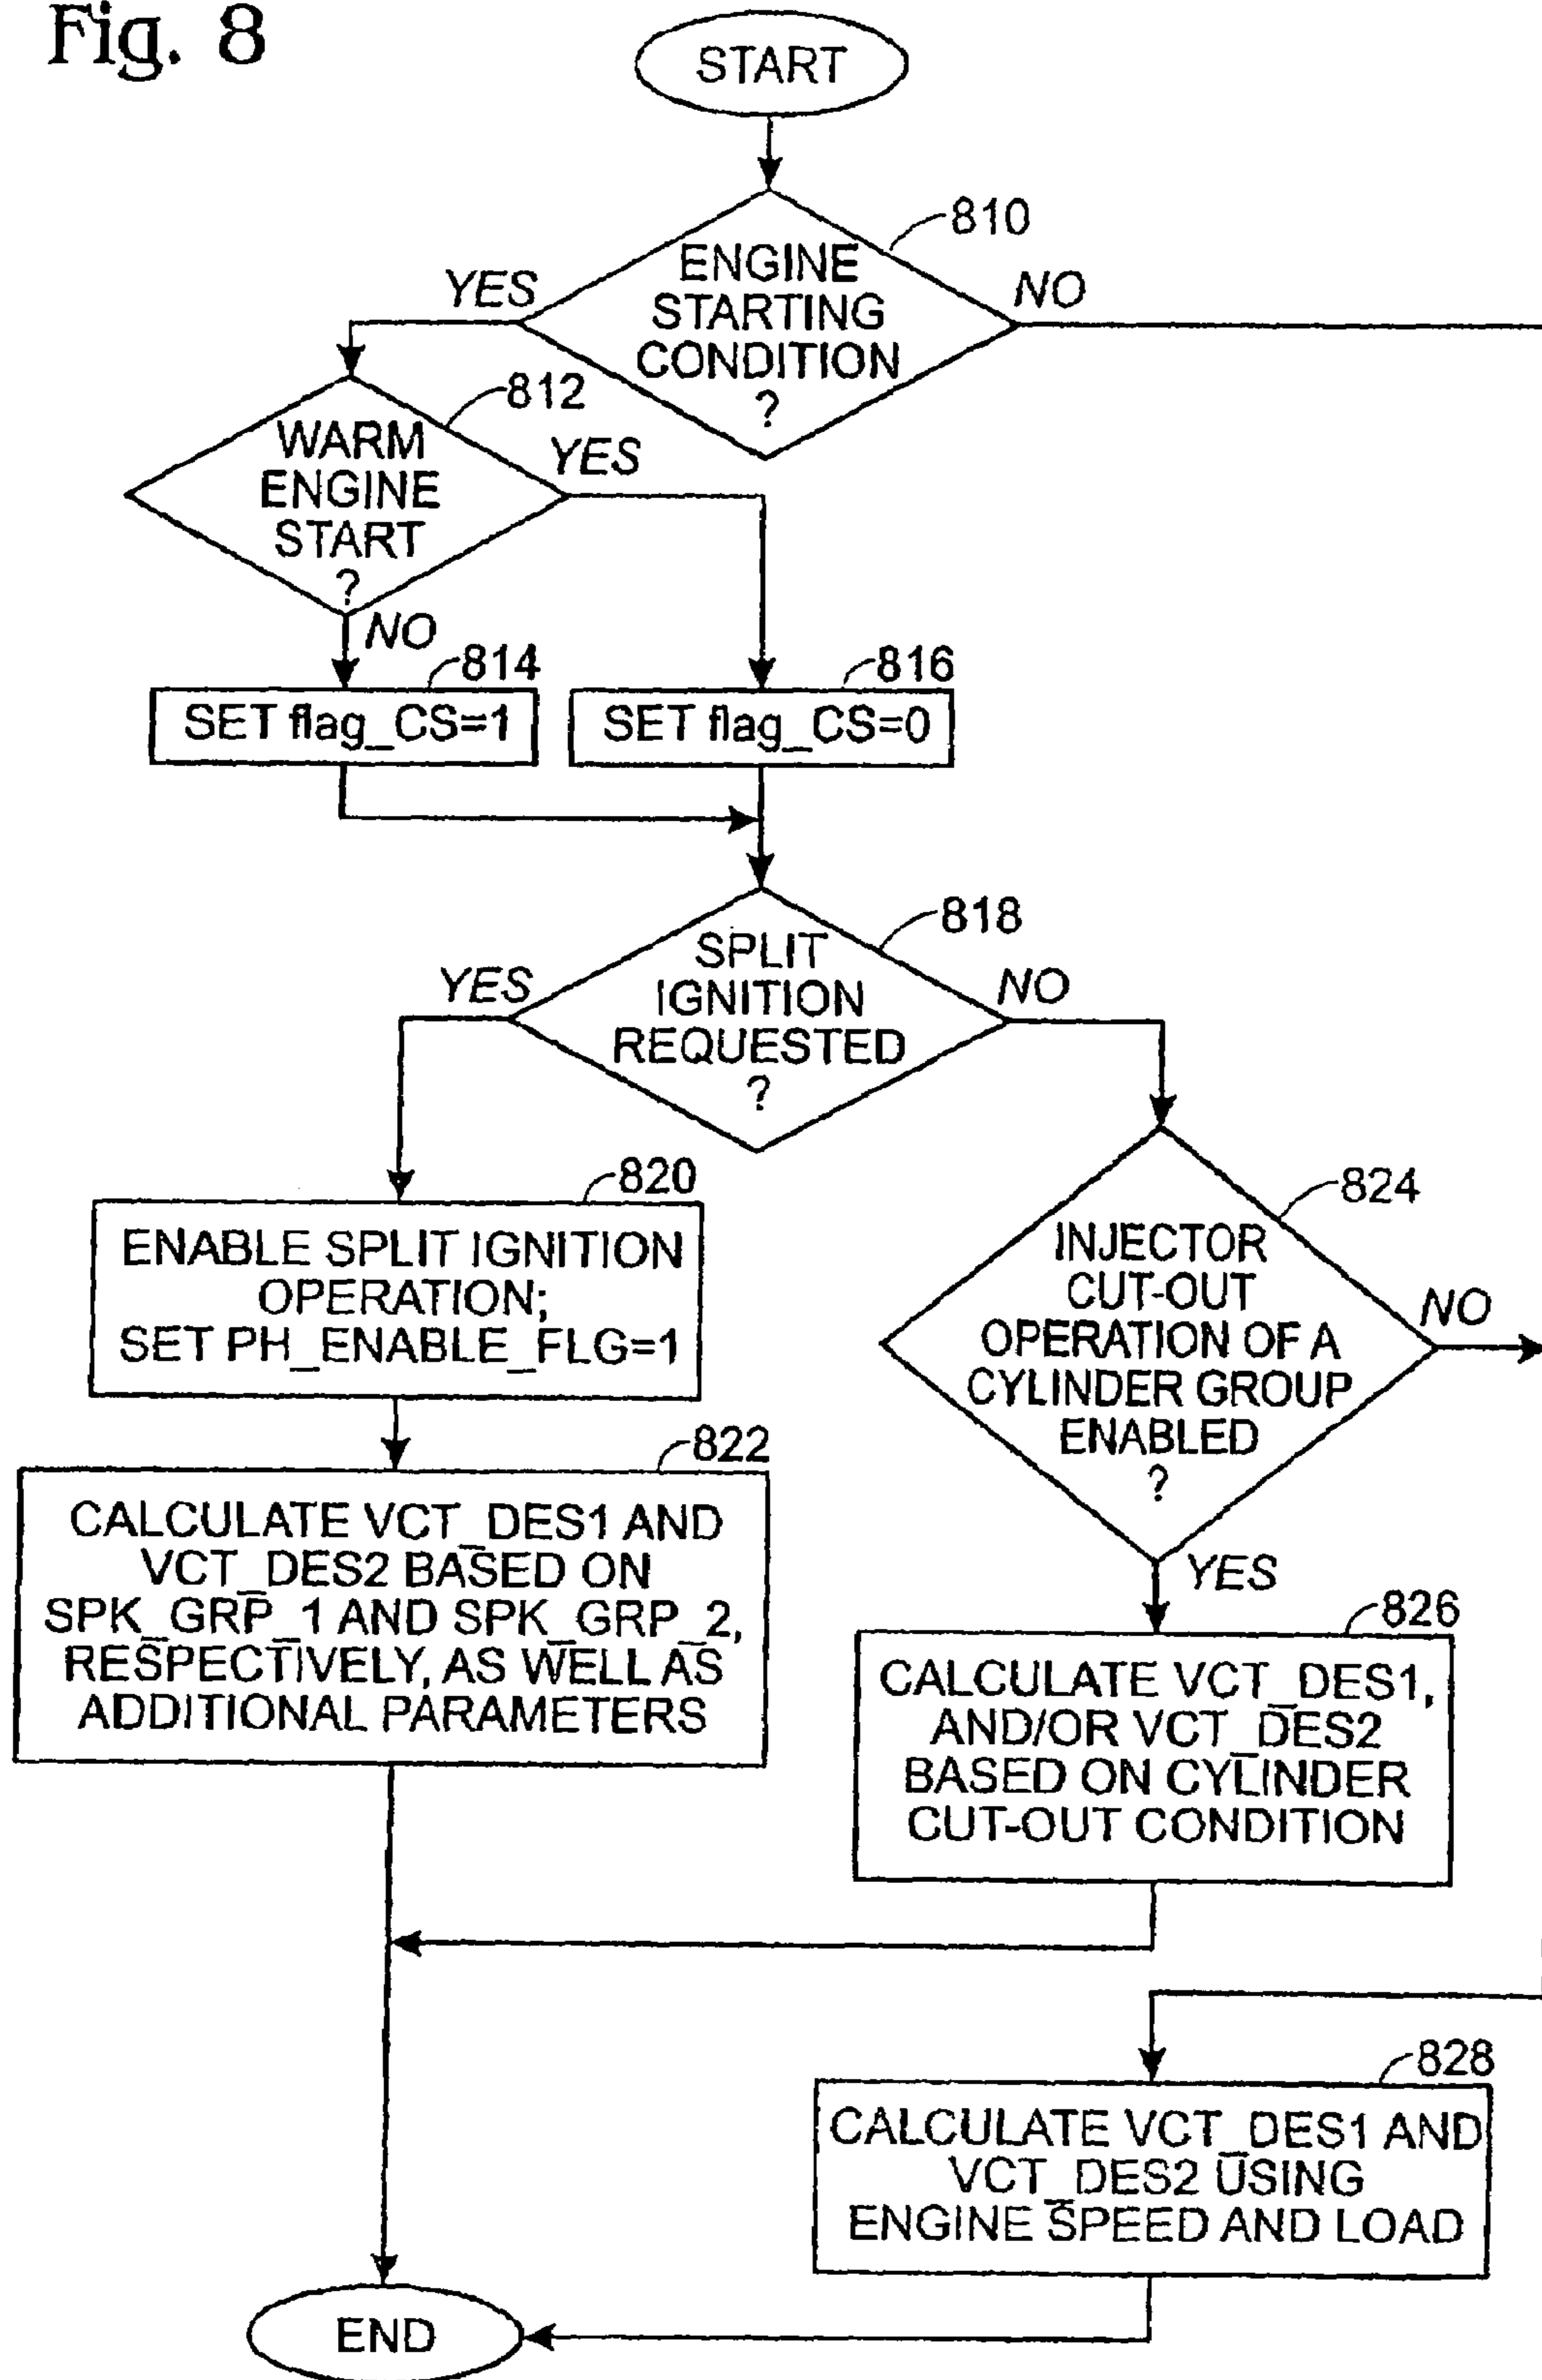 Fig. 8
START
810
ENGINE
STARTING
CONDITION
?
YES
NO
812
WARM
ENGINE
START
?
YES
NO
814
SET flag_CS=1
816
SET flag_CS=0
818
SPLIT
IGNITION
REQUESTED
?
YES
NO
820
ENABLE SPLIT IGNITION
OPERATION;
SET PH_ENABLE_FLG=1
824
INJECTOR
CUT-OUT
OPERATION OF A
CYLINDER GROUP
ENABLED
?
NO
YES
822
CALCULATE VCT_DES1 AND
VCT_DES2 BASED ON
SPK_GRP_1 AND SPK_GRP_2,
RESPECTIVELY, AS WELL AS
ADDITIONAL PARAMETERS
826
CALCULATE VCT_DES1,
AND/OR VCT_DES2
BASED ON CYLINDER
CUT-OUT CONDITION
828
CALCULATE VCT_DES1 AND
VCT_DES2 USING
ENGINE SPEED AND LOAD
END